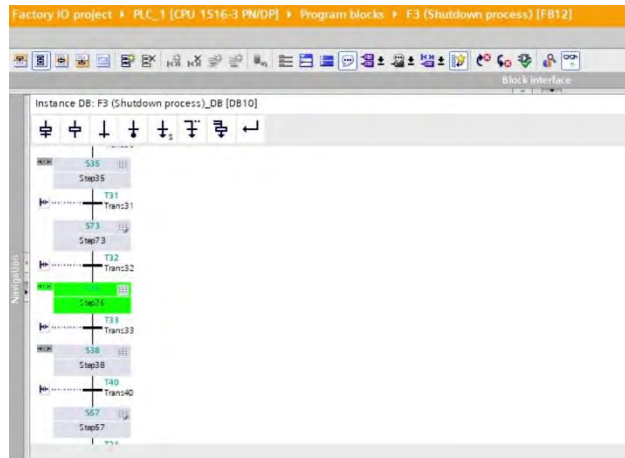 Factory IO project ▸ PLC_1 [CPU 1516-3 PN/DP] ▸ Program blocks ▸ F3 (Shutdown process) [FB12]
Block interface
Instance DB: F3 (Shutdown process)_DB [DB10]
S35
Step35
T31
Trans31
S73
Step73
T32
Trans32
Step36
T33
Trans33
S38
Step38
T40
Trans40
S57
Step57
Navigation